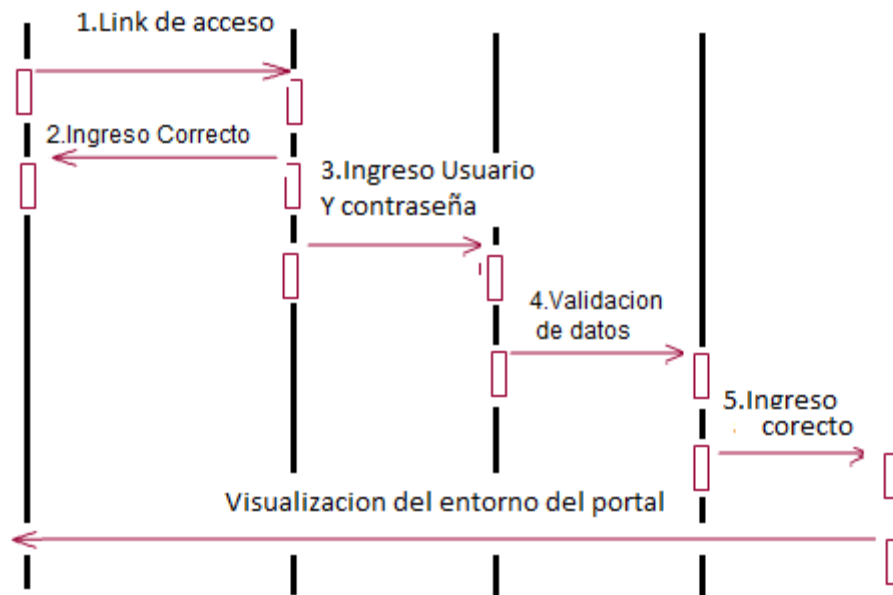 1.Link de acceso
2.Ingreso Correcto
3.Ingreso Usuario
Y contraseña
4.Validacion
de datos
5.Ingreso
corecto
Visualizacion del entorno del portal